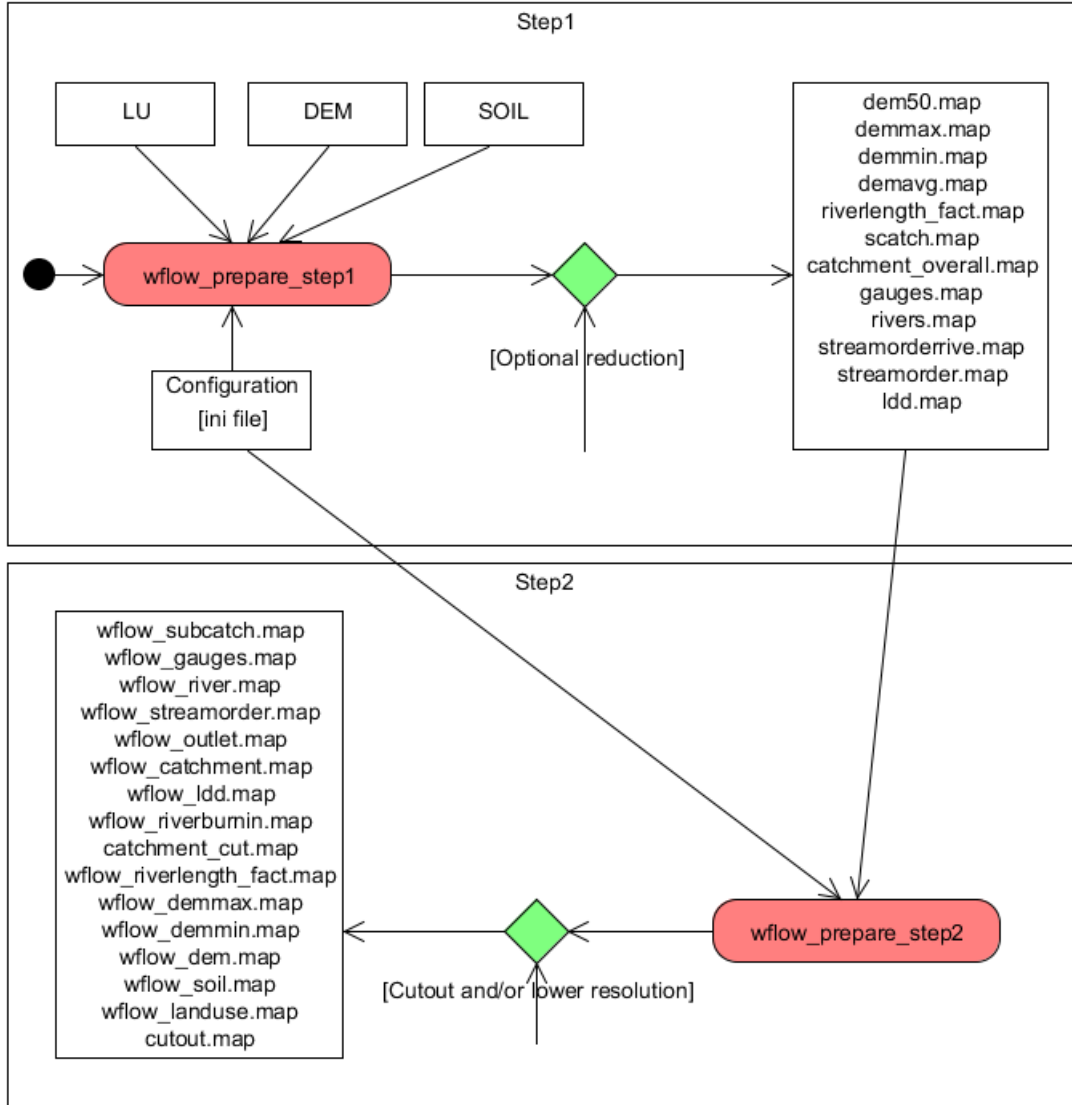 Step1
LU
DEM
SOIL
wflow_prepare_step1
[Optional reduction]
Configuration
[ini file]
dem50.map
demmax.map
demmin.map
demavg.map
riverlength_fact.map
scatch.map
catchment_overall.map
gauges.map
rivers.map
streamorderrive.map
streamorder.map
ldd.map
Step2
wflow_subcatch.map
wflow_gauges.map
wflow_river.map
wflow_streamorder.map
wflow_outlet.map
wflow_catchment.map
wflow_ldd.map
wflow_riverburnin.map
catchment_cut.map
wflow_riverlength_fact.map
wflow_demmax.map
wflow_demmin.map
wflow_dem.map
wflow_soil.map
wflow_landuse.map
cutout.map
[Cutout and/or lower resolution]
wflow_prepare_step2